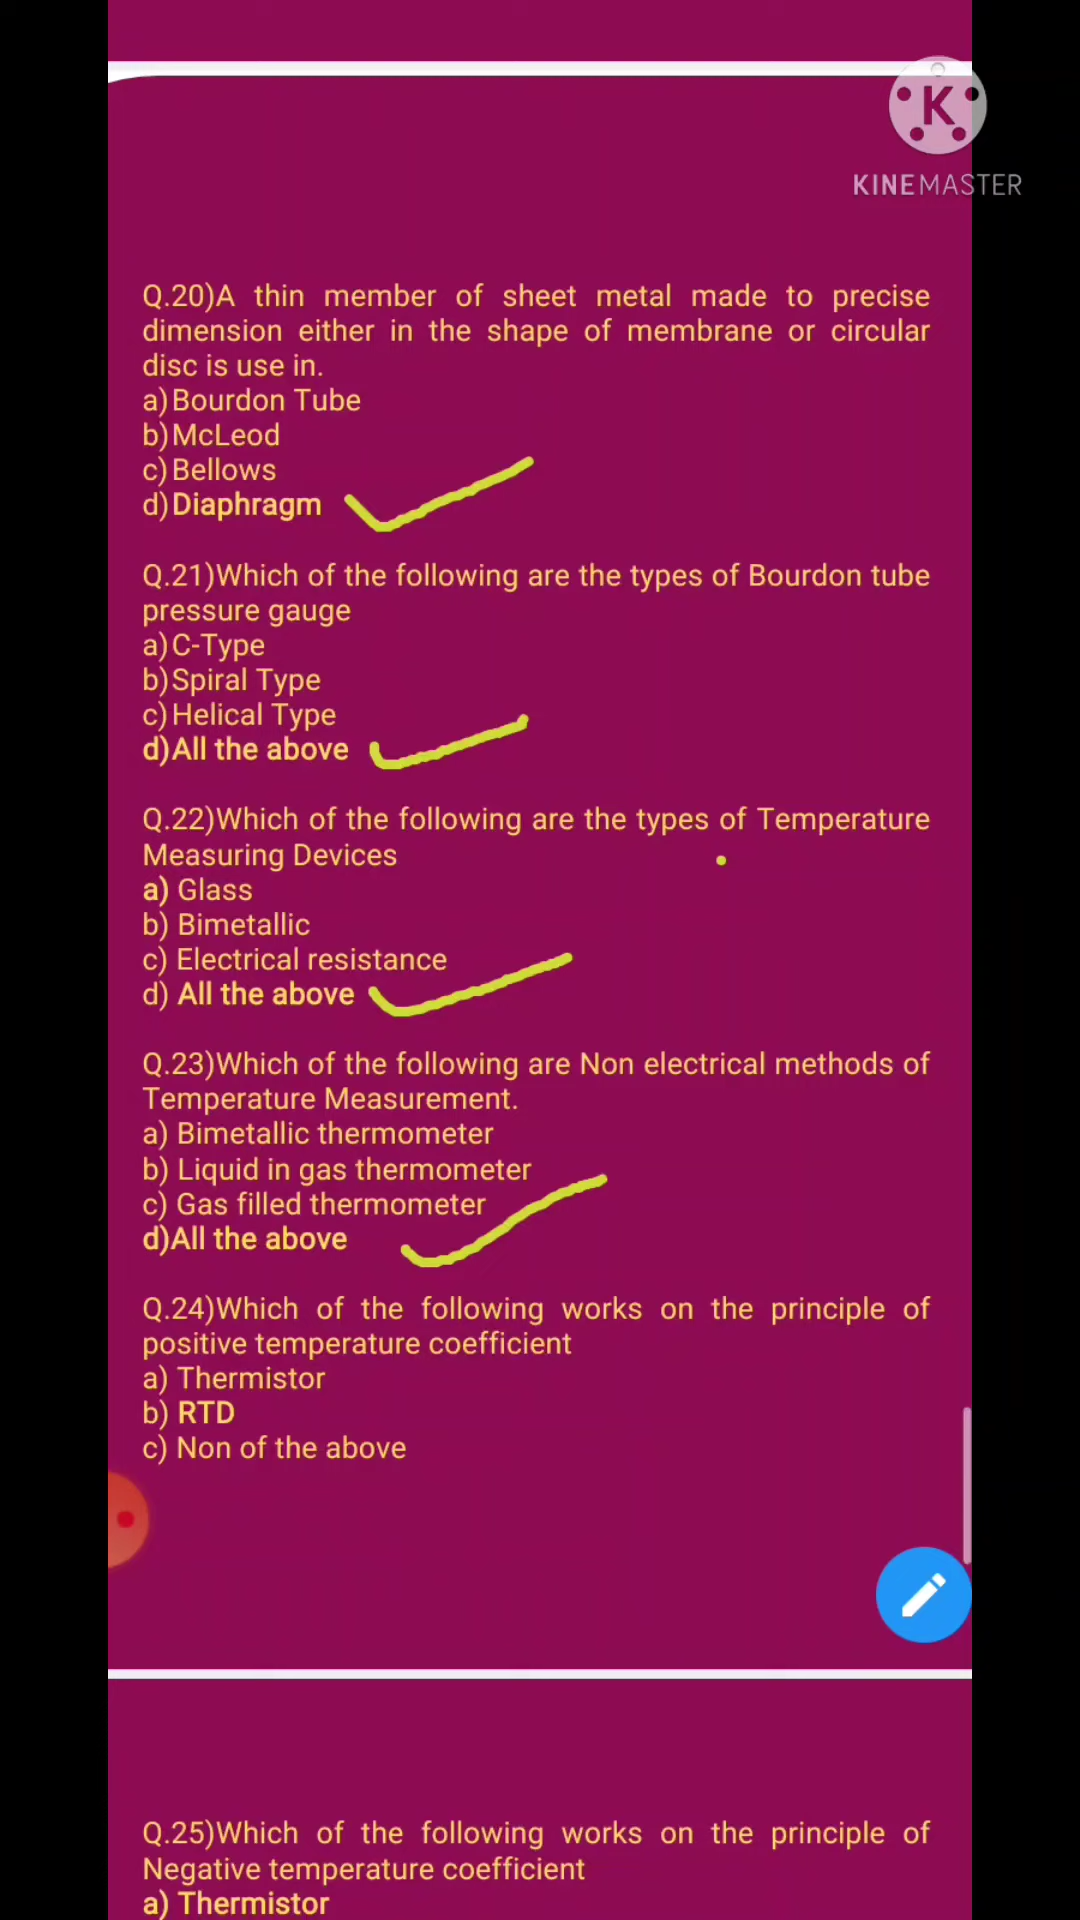 K
KINEMASTER
Q.20)A thin member of sheet metal made to precise
dimension either in the shape of membrane or circular
disc is use in.
a)Bourdon Tube
b)McLeod
c)Bellows
d)Diaphragm
Q.21)Which of the following are the types of Bourdon tube
pressure gauge
a)C-Type
b)Spiral Type
c)Helical Type
d)All the above
Q.22)Which of the following are the types of Temperature
Measuring Devices
a) Glass
b) Bimetallic
c) Electrical resistance
d) All the above
Q.23)Which of the following are Non electrical methods of
Temperature Measurement.
a) Bimetallic thermometer
b) Liquid in gas thermometer
c) Gas filled thermometer
d)All the above
Q.24)Which of the following works on the principle of
positive temperature coefficient
a) Thermistor
b) RTD
c) Non of the above
Q.25)Which of the following works on the principle of
Negative temperature coefficient
a) Thermistor